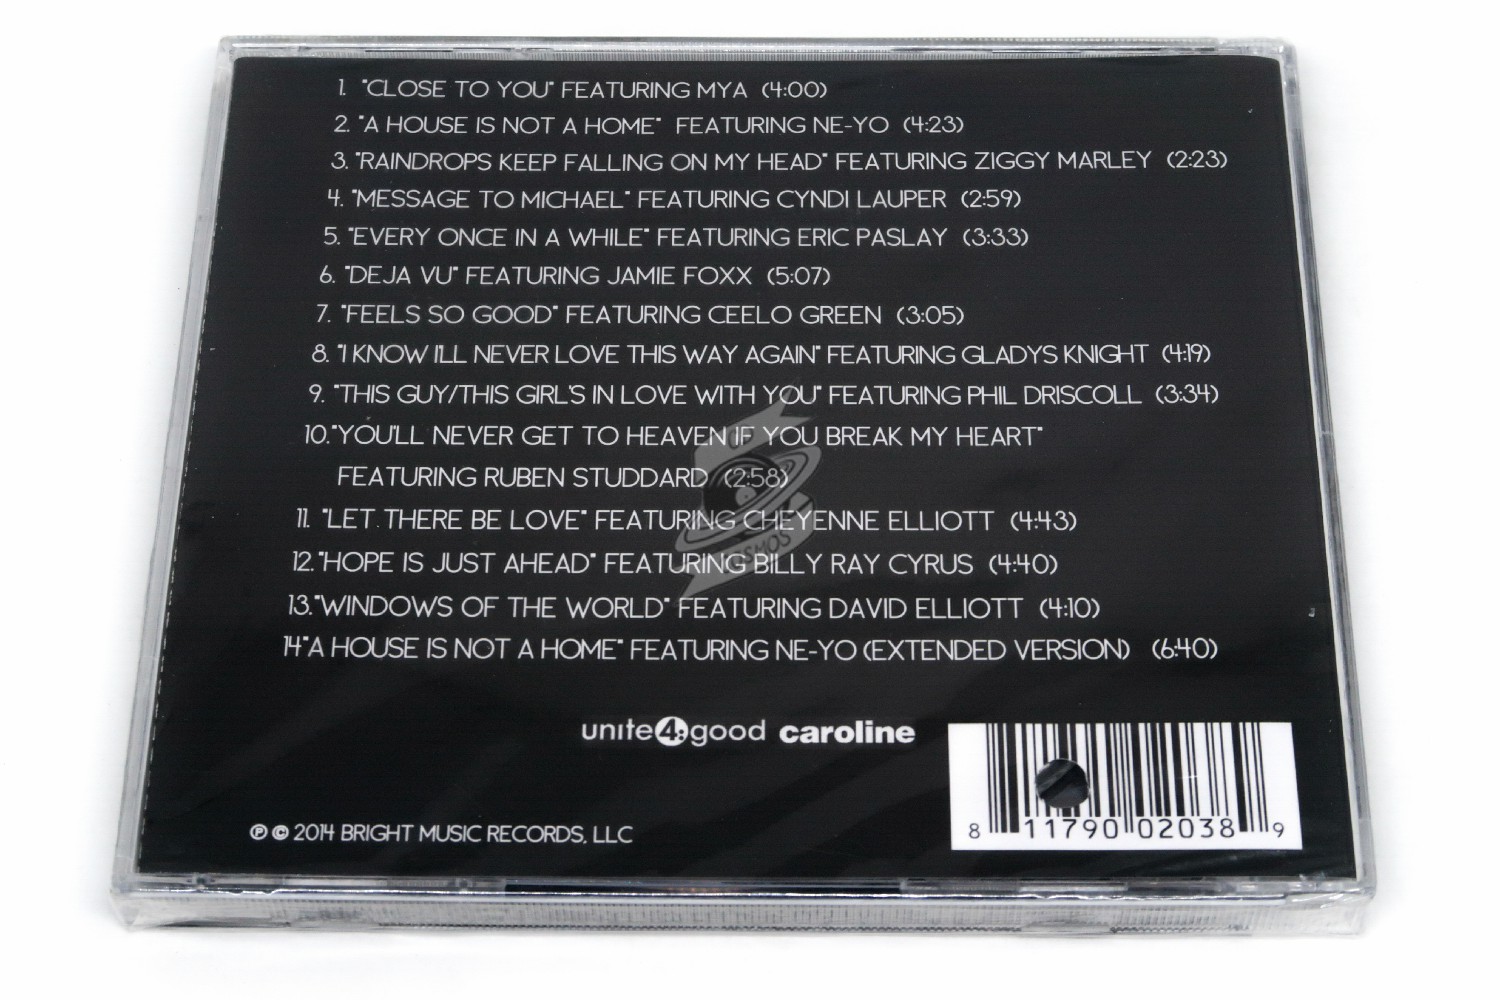 1. "CLOSE TO YOU" FEATURING MYA (4:00)
2. "A HOUSE IS NOT A HOME" FEATURING NE-YO (4:23)
3. "RAINDROPS KEEP FALLING ON MY HEAD" FEATURING ZIGGY MARLEY (2:23)
4. "MESSAGE TO MICHAEL" FEATURING CYNDI LAUPER (2:59)
5. "EVERY ONCE IN A WHILE" FEATURING ERIC PASLAY (3:33)
6. "DEJA VU" FEATURING JAMIE FOXX (5:07)
7. "FEELS SO GOOD" FEATURING CEELO GREEN (3:05)
8. "I KNOW I'LL NEVER LOVE THIS WAY AGAIN" FEATURING GLADYS KNIGHT (4:19)
9. "THIS GUY/THIS GIRL'S IN LOVE WITH YOU" FEATURING PHIL DRISCOLL (3:34)
10."YOU'LL NEVER GET TO HEAVEN IF YOU BREAK MY HEART"
FEATURING RUBEN STUDDARD (2:58)
11. "LET THERE BE LOVE" FEATURING CHEYENNE ELLIOTT (4:43)
12."HOPE IS JUST AHEAD" FEATURING BILLY RAY CYRUS (4:40)
13."WINDOWS OF THE WORLD" FEATURING DAVID ELLIOTT (4:10)
14"A HOUSE IS NOT A HOME" FEATURING NE-YO (EXTENDED VERSION) (6:40)
unite4:good caroline
℗ © 2014 BRIGHT MUSIC RECORDS, LLC
8 11790 02038 9